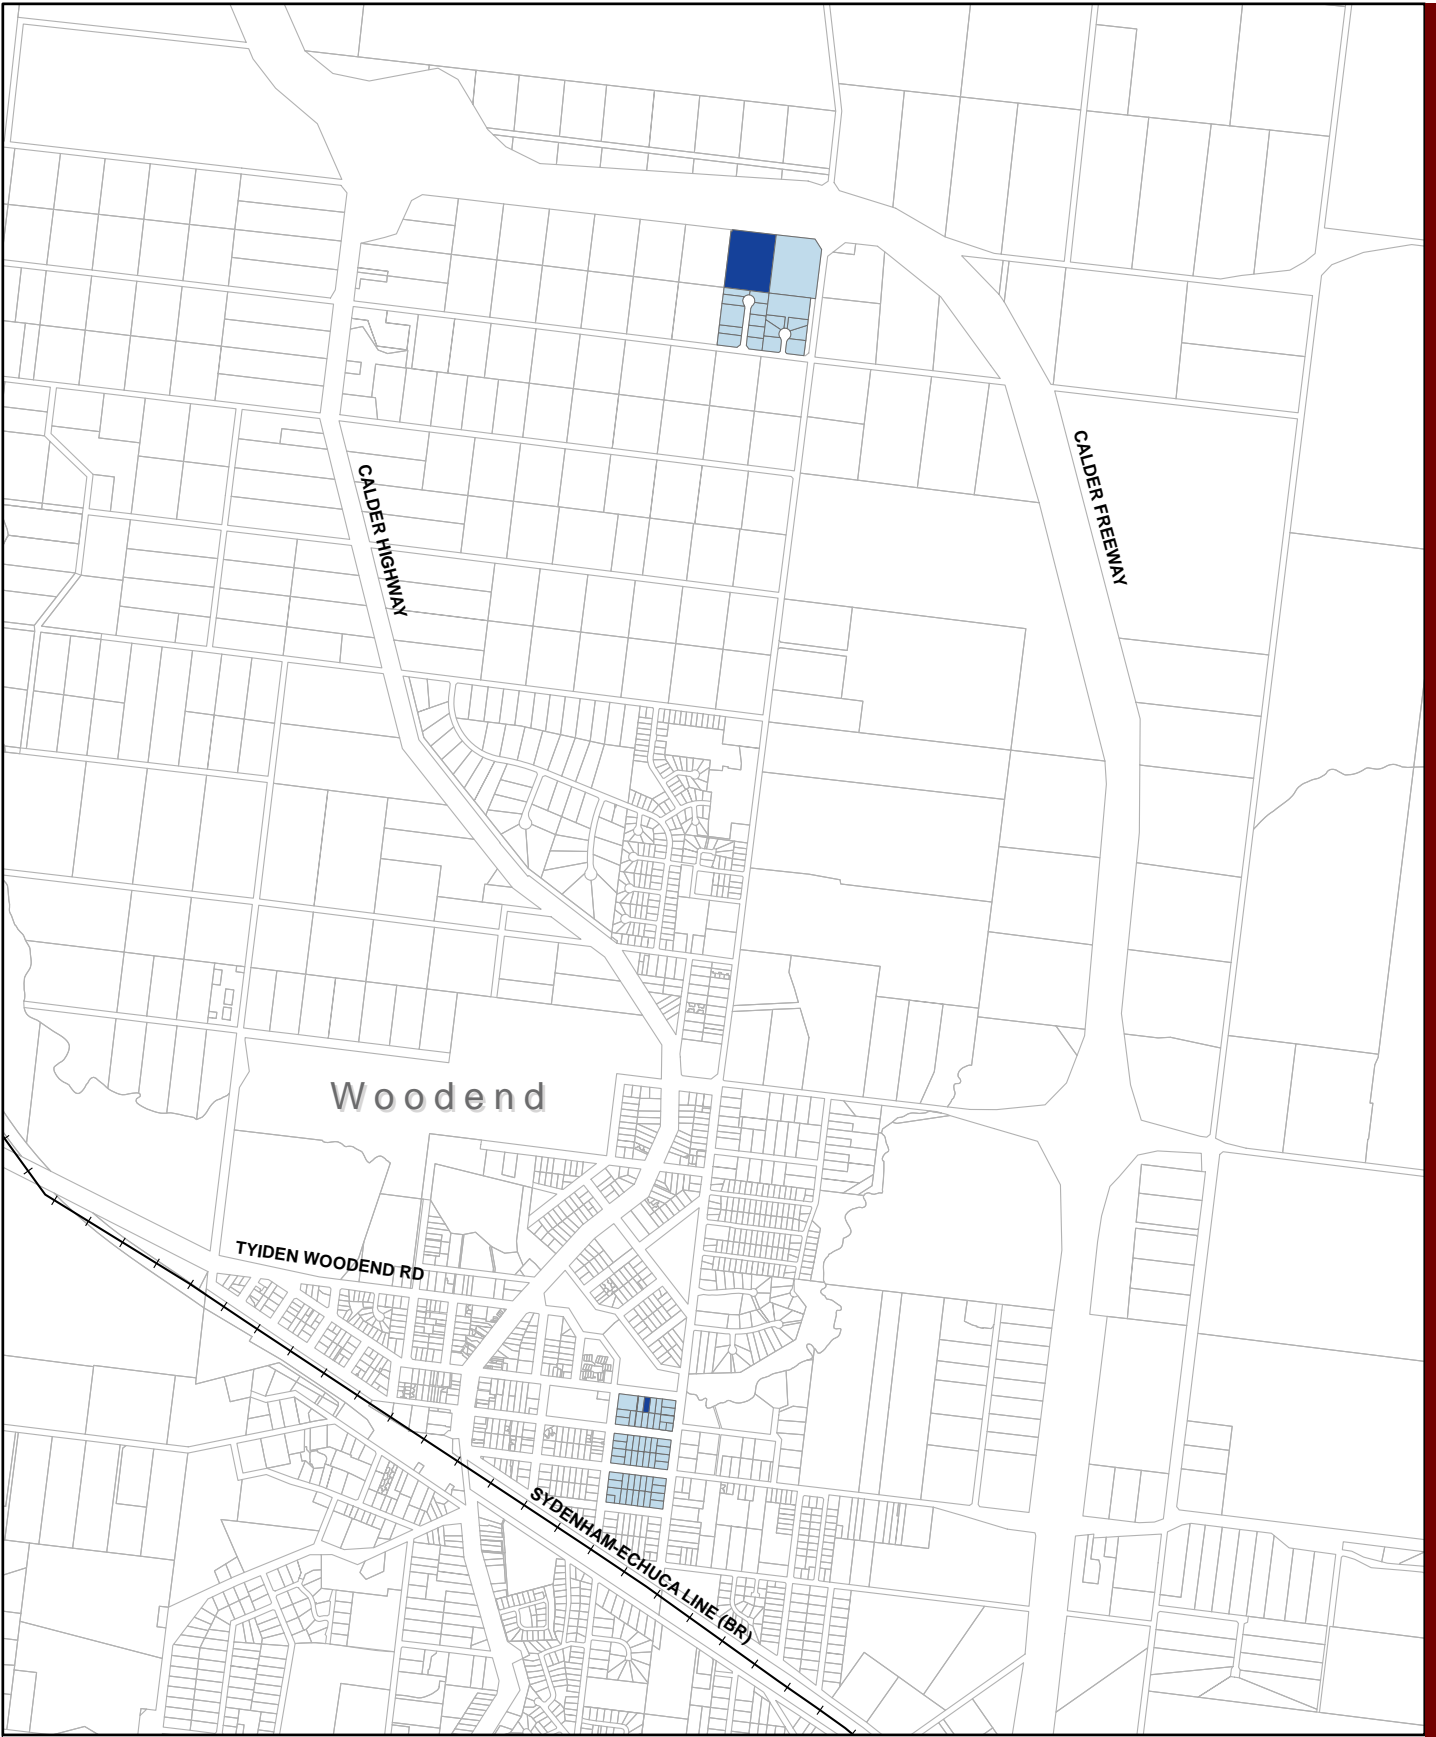 CALDER FREEWAY
CALDER HIGHWAY
Woodend
TYIDEN WOODEND RD
SYDENHAM-ECHUCA LINE (BR)